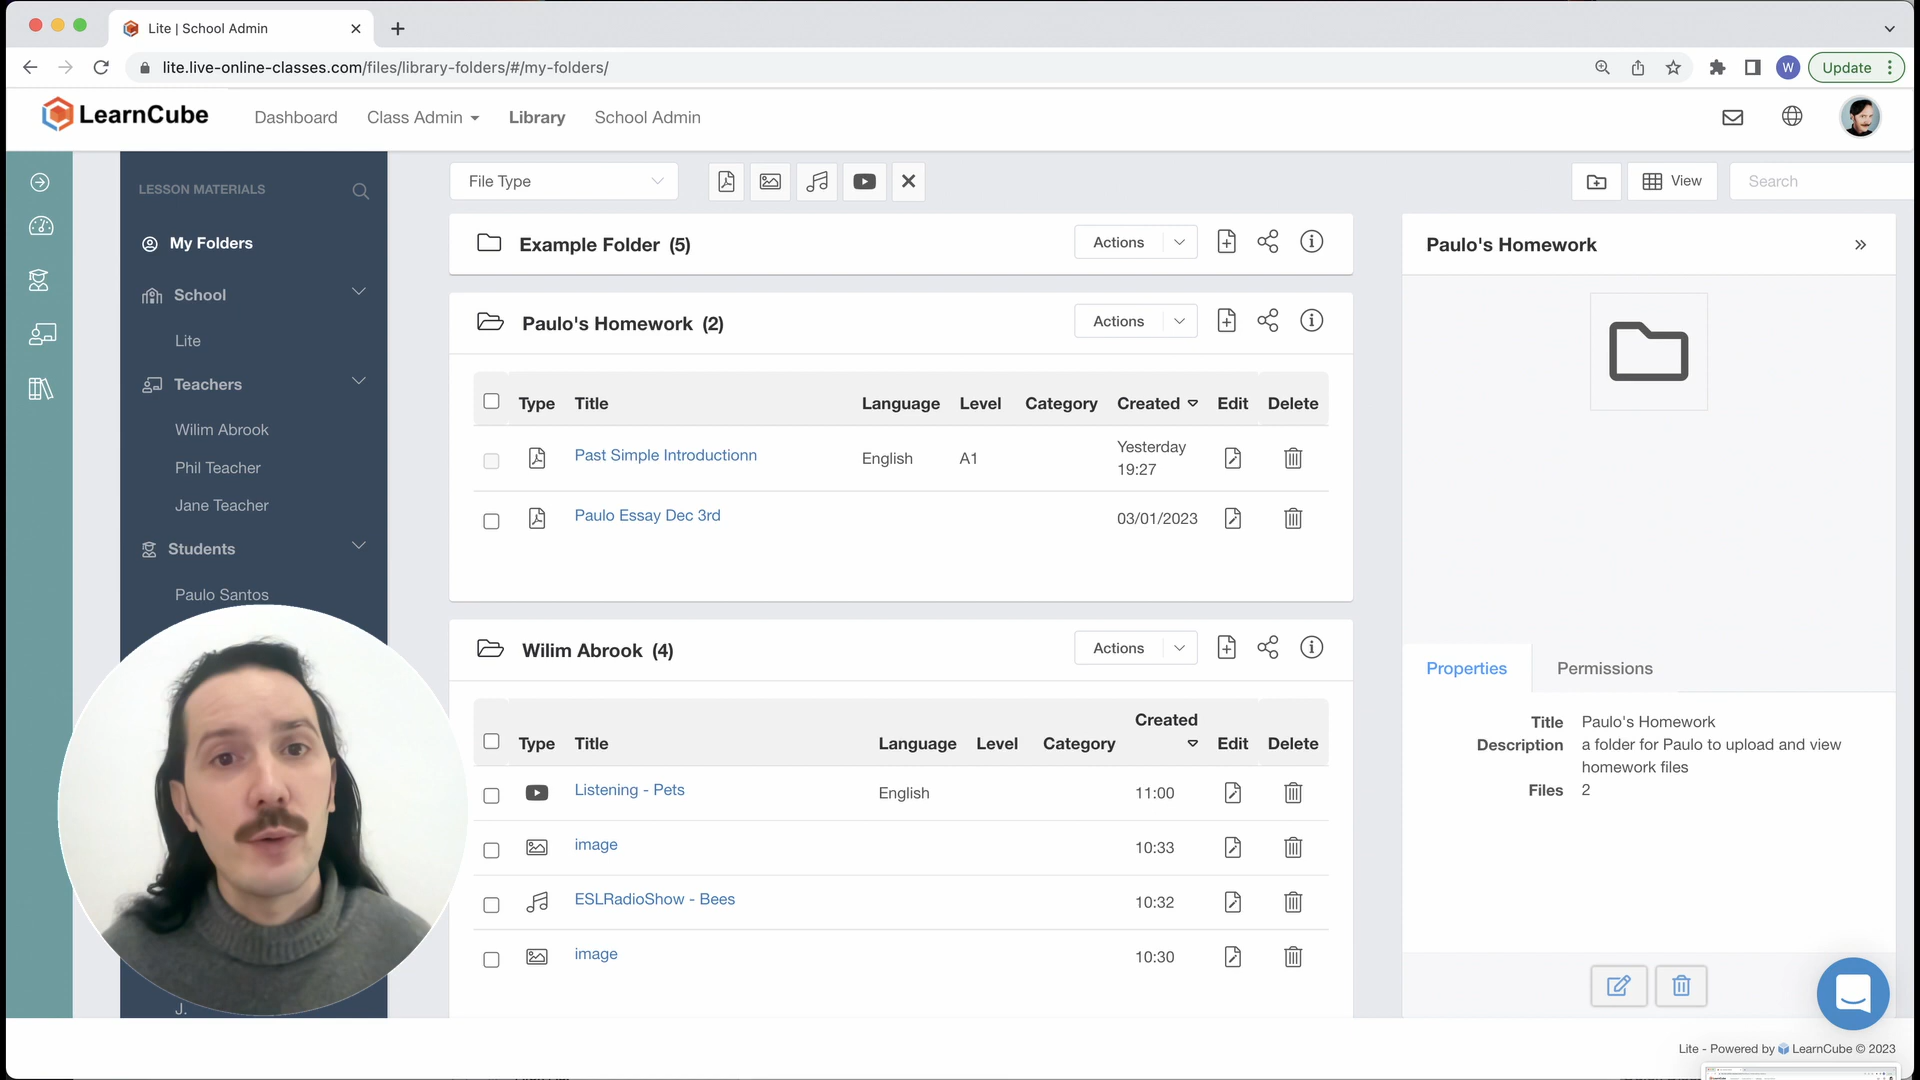 Lite | School Admin
lite.live-online-classes.com/files/library-folders/#/my-folders/
W
Update
LearnCube
Dashboard
Class Admin
Library
School Admin
LESSON MATERIALS
My Folders
School
Lite
Teachers
Wilim Abrook
Phil Teacher
Jane Teacher
Students
Paulo Santos
J.
File Type
View
Search
Example Folder (5)
Actions
Paulo's Homework (2)
Actions
Type Title Language Level Category Created Edit Delete
Past Simple Introductionn English A1 Yesterday 19:27
Paulo Essay Dec 3rd 03/01/2023
Wilim Abrook (4)
Actions
Type Title Language Level Category Created Edit Delete
Listening - Pets English 11:00
image 10:33
ESLRadioShow - Bees 10:32
image 10:30
Paulo's Homework
Properties Permissions
Title Paulo's Homework
Description a folder for Paulo to upload and view
homework files
Files 2
Lite - Powered by LearnCube © 2023